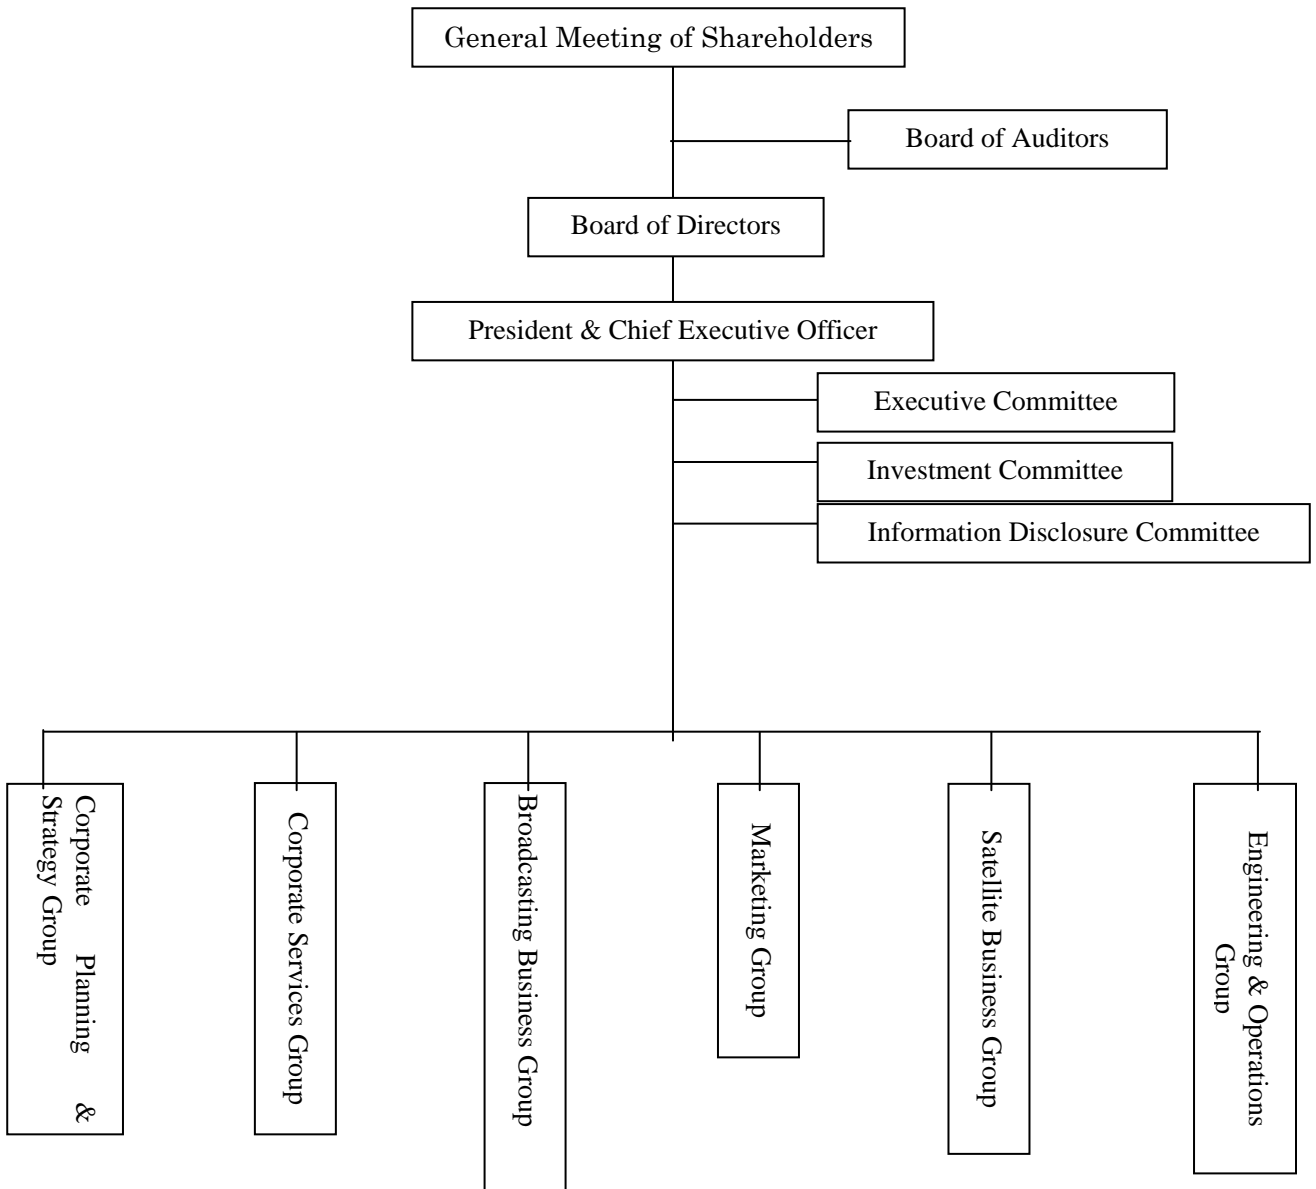 General Meeting of Shareholders
Board of Auditors
Board of Directors
President & Chief Executive Officer
Executive Committee
Investment Committee
Information Disclosure Committee
Corporate Planning &
Strategy Group
Corporate Services Group
Broadcasting Business Group
Marketing Group
Satellite Business Group
Engineering & Operations
Group